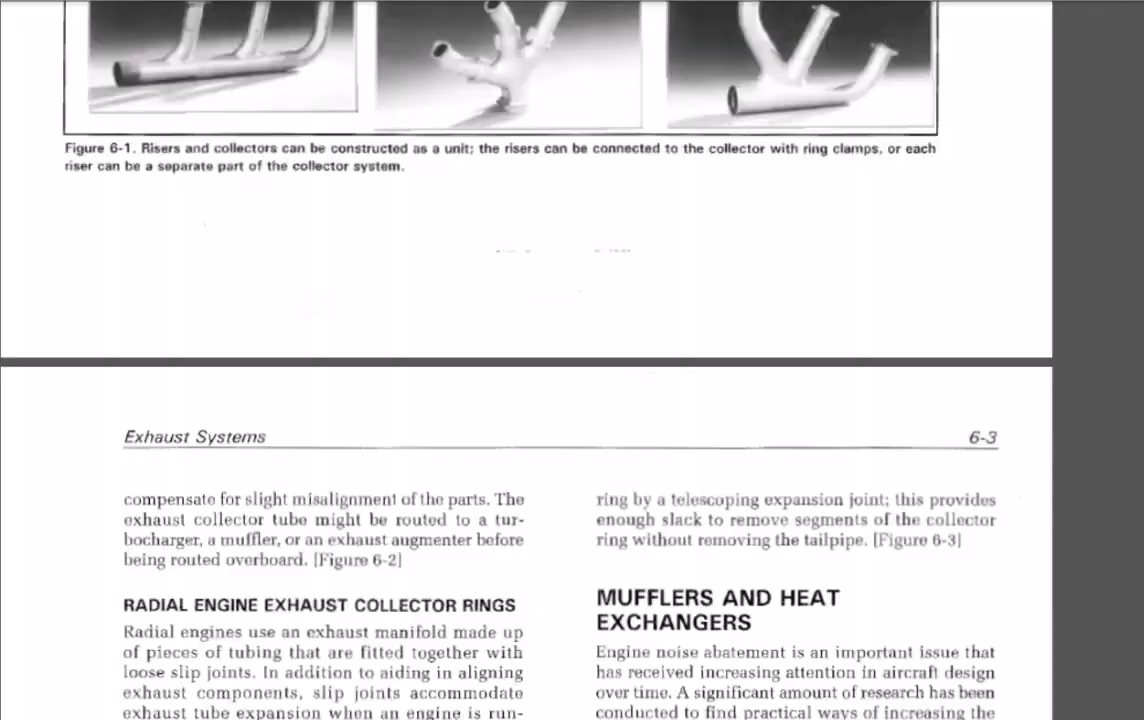 Figure 6-1. Risers and collectors can be constructed as a unit; the risers can be connected to the collector with ring clamps, or each
riser can be a separate part of the collector system.
Exhaust Systems
6-3
compensate for slight misalignment of the parts. The
exhaust collector tube might be routed to a tur-
bocharger, a muffler, or an exhaust augmenter before
being routed overboard. [Figure 6-2]
RADIAL ENGINE EXHAUST COLLECTOR RINGS
Radial engines use an exhaust manifold made up
of pieces of tubing that are fitted together with
loose slip joints. In addition to aiding in aligning
exhaust components, slip joints accommodate
exhaust tube expansion when an engine is run-
ring by a telescoping expansion joint; this provides
enough slack to remove segments of the collector
ring without removing the tailpipe. [Figure 6-3]
MUFFLERS AND HEAT
EXCHANGERS
Engine noise abatement is an important issue that
has received increasing attention in aircraft design
over time. A significant amount of research has been
conducted to find practical ways of increasing the